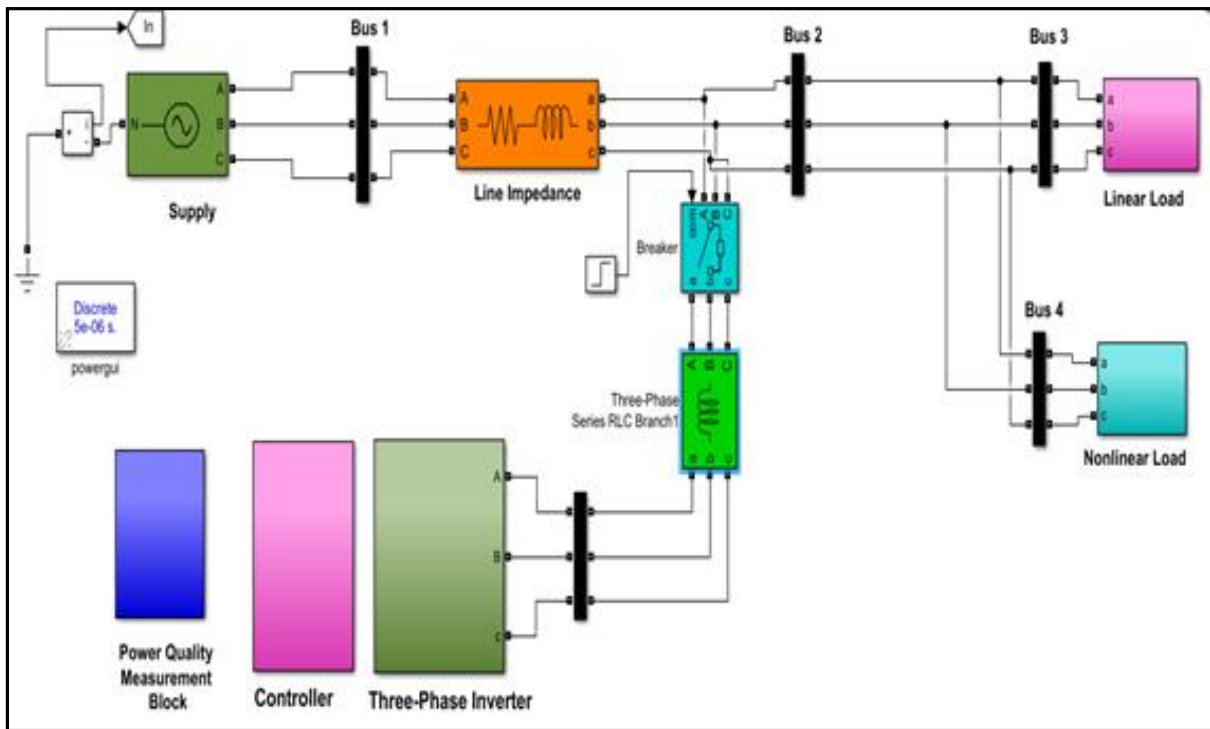 In
Bus 1
Bus 2
Bus 3
A
B
C
N
A
B
C
a
b
c
a
b
c
i
+
-
Supply
Line Impedance
Linear Load
com
A
B
C
Breaker
a
b
c
Discrete
5e-06 s.
powergui
Bus 4
A
B
C
Three-Phase
Series RLC Branch1
a
b
c
a
b
c
Nonlinear Load
A
B
c
Power Quality
Measurement
Block
Controller
Three-Phase Inverter